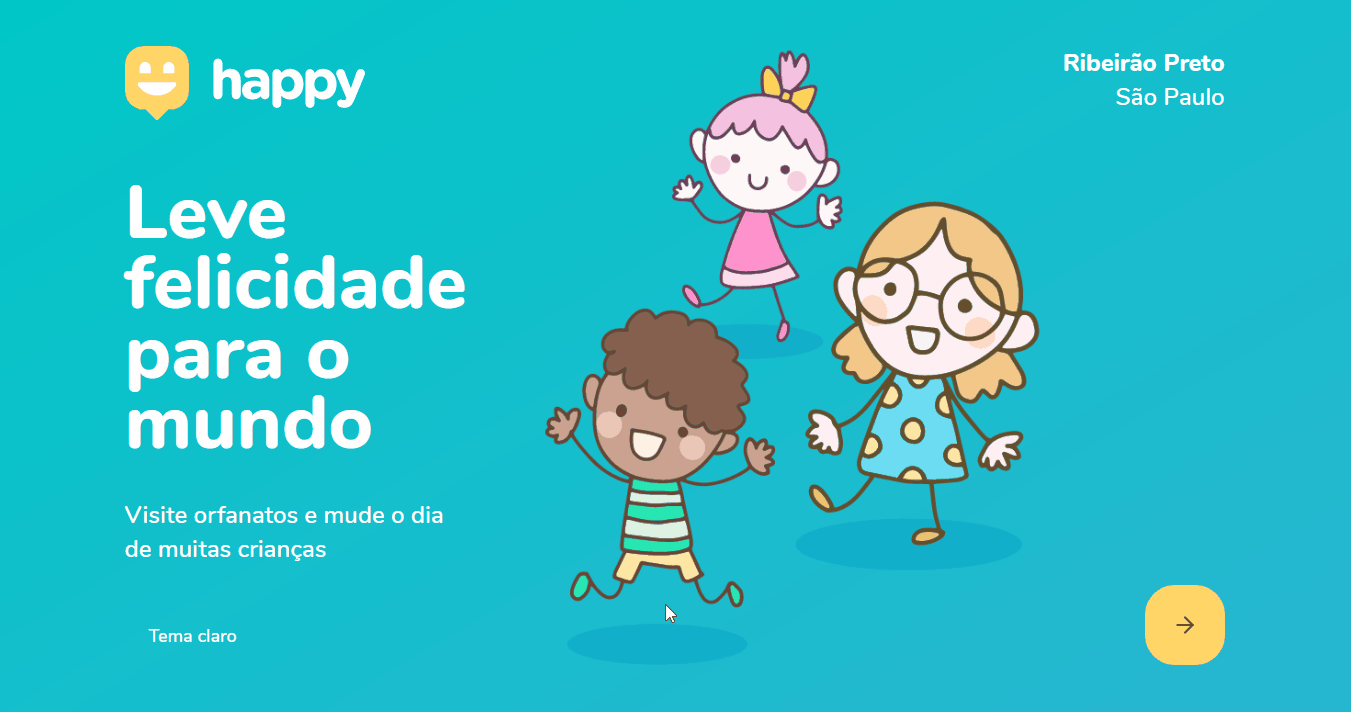 happy
Ribeirão Preto
São Paulo
Leve
felicidade
para o
mundo
Visite orfanatos e mude o dia
de muitas crianças
Tema claro